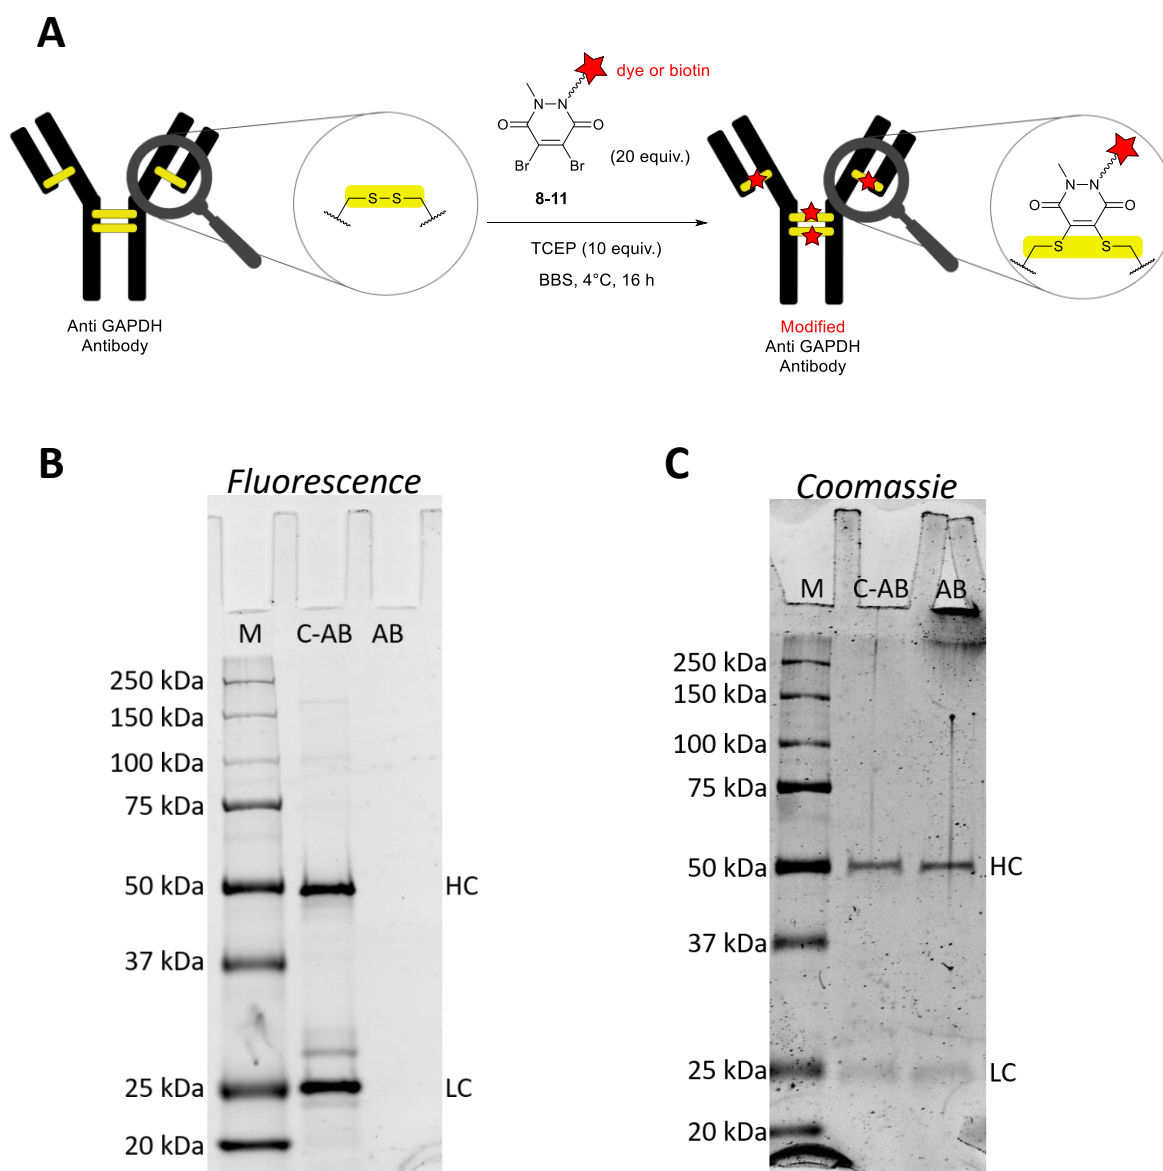 A
dye or biotin
N
N
O
O
Br
Br
(20 equiv.)
8-11
TCEP (10 equiv.)
BBS, 4°C, 16 h
S
S
Anti GAPDH
Antibody
N
N
O
O
S
S
Modified
Anti GAPDH
Antibody
B
Fluorescence
M
C-AB
AB
250 kDa
150 kDa
100 kDa
75 kDa
50 kDa
HC
37 kDa
25 kDa
LC
20 kDa
C
Coomassie
M
C-AB
AB
250 kDa
150 kDa
100 kDa
75 kDa
50 kDa
HC
37 kDa
25 kDa
LC
20 kDa